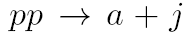 pp → a + j